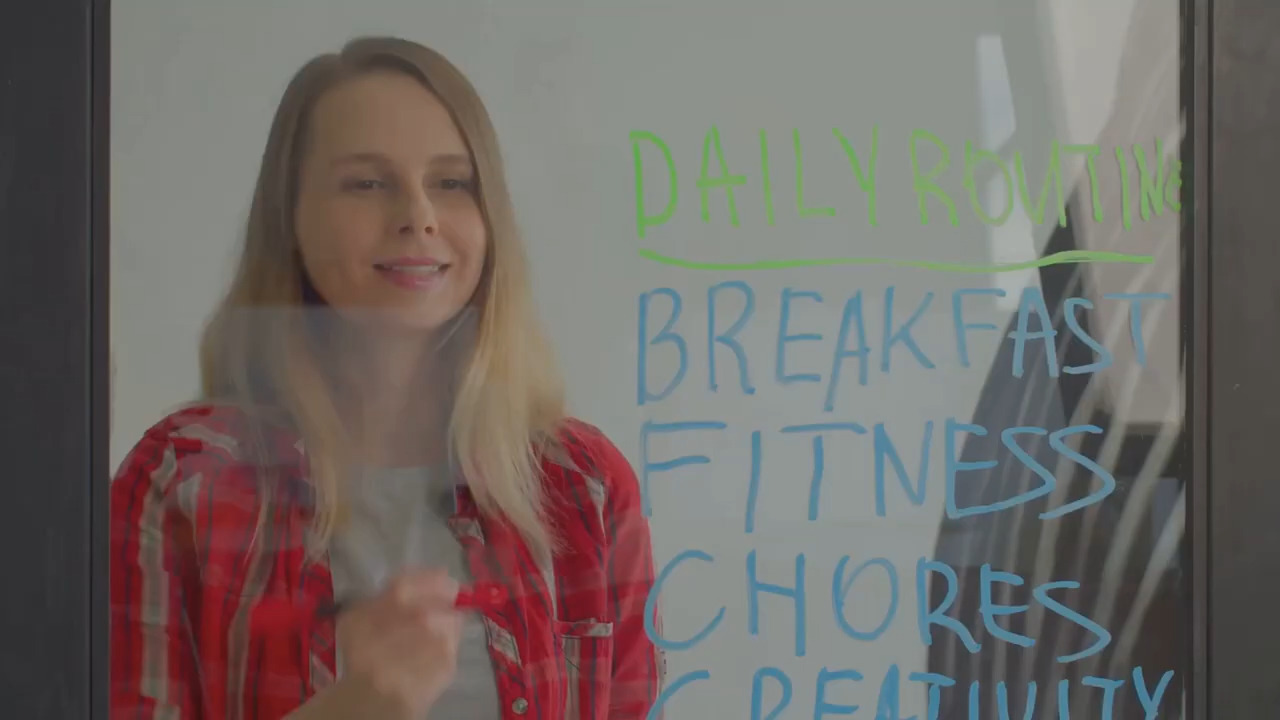 DAILY ROUTINE
BREAKFAST
FITNESS
CHORES
CREATIVITY